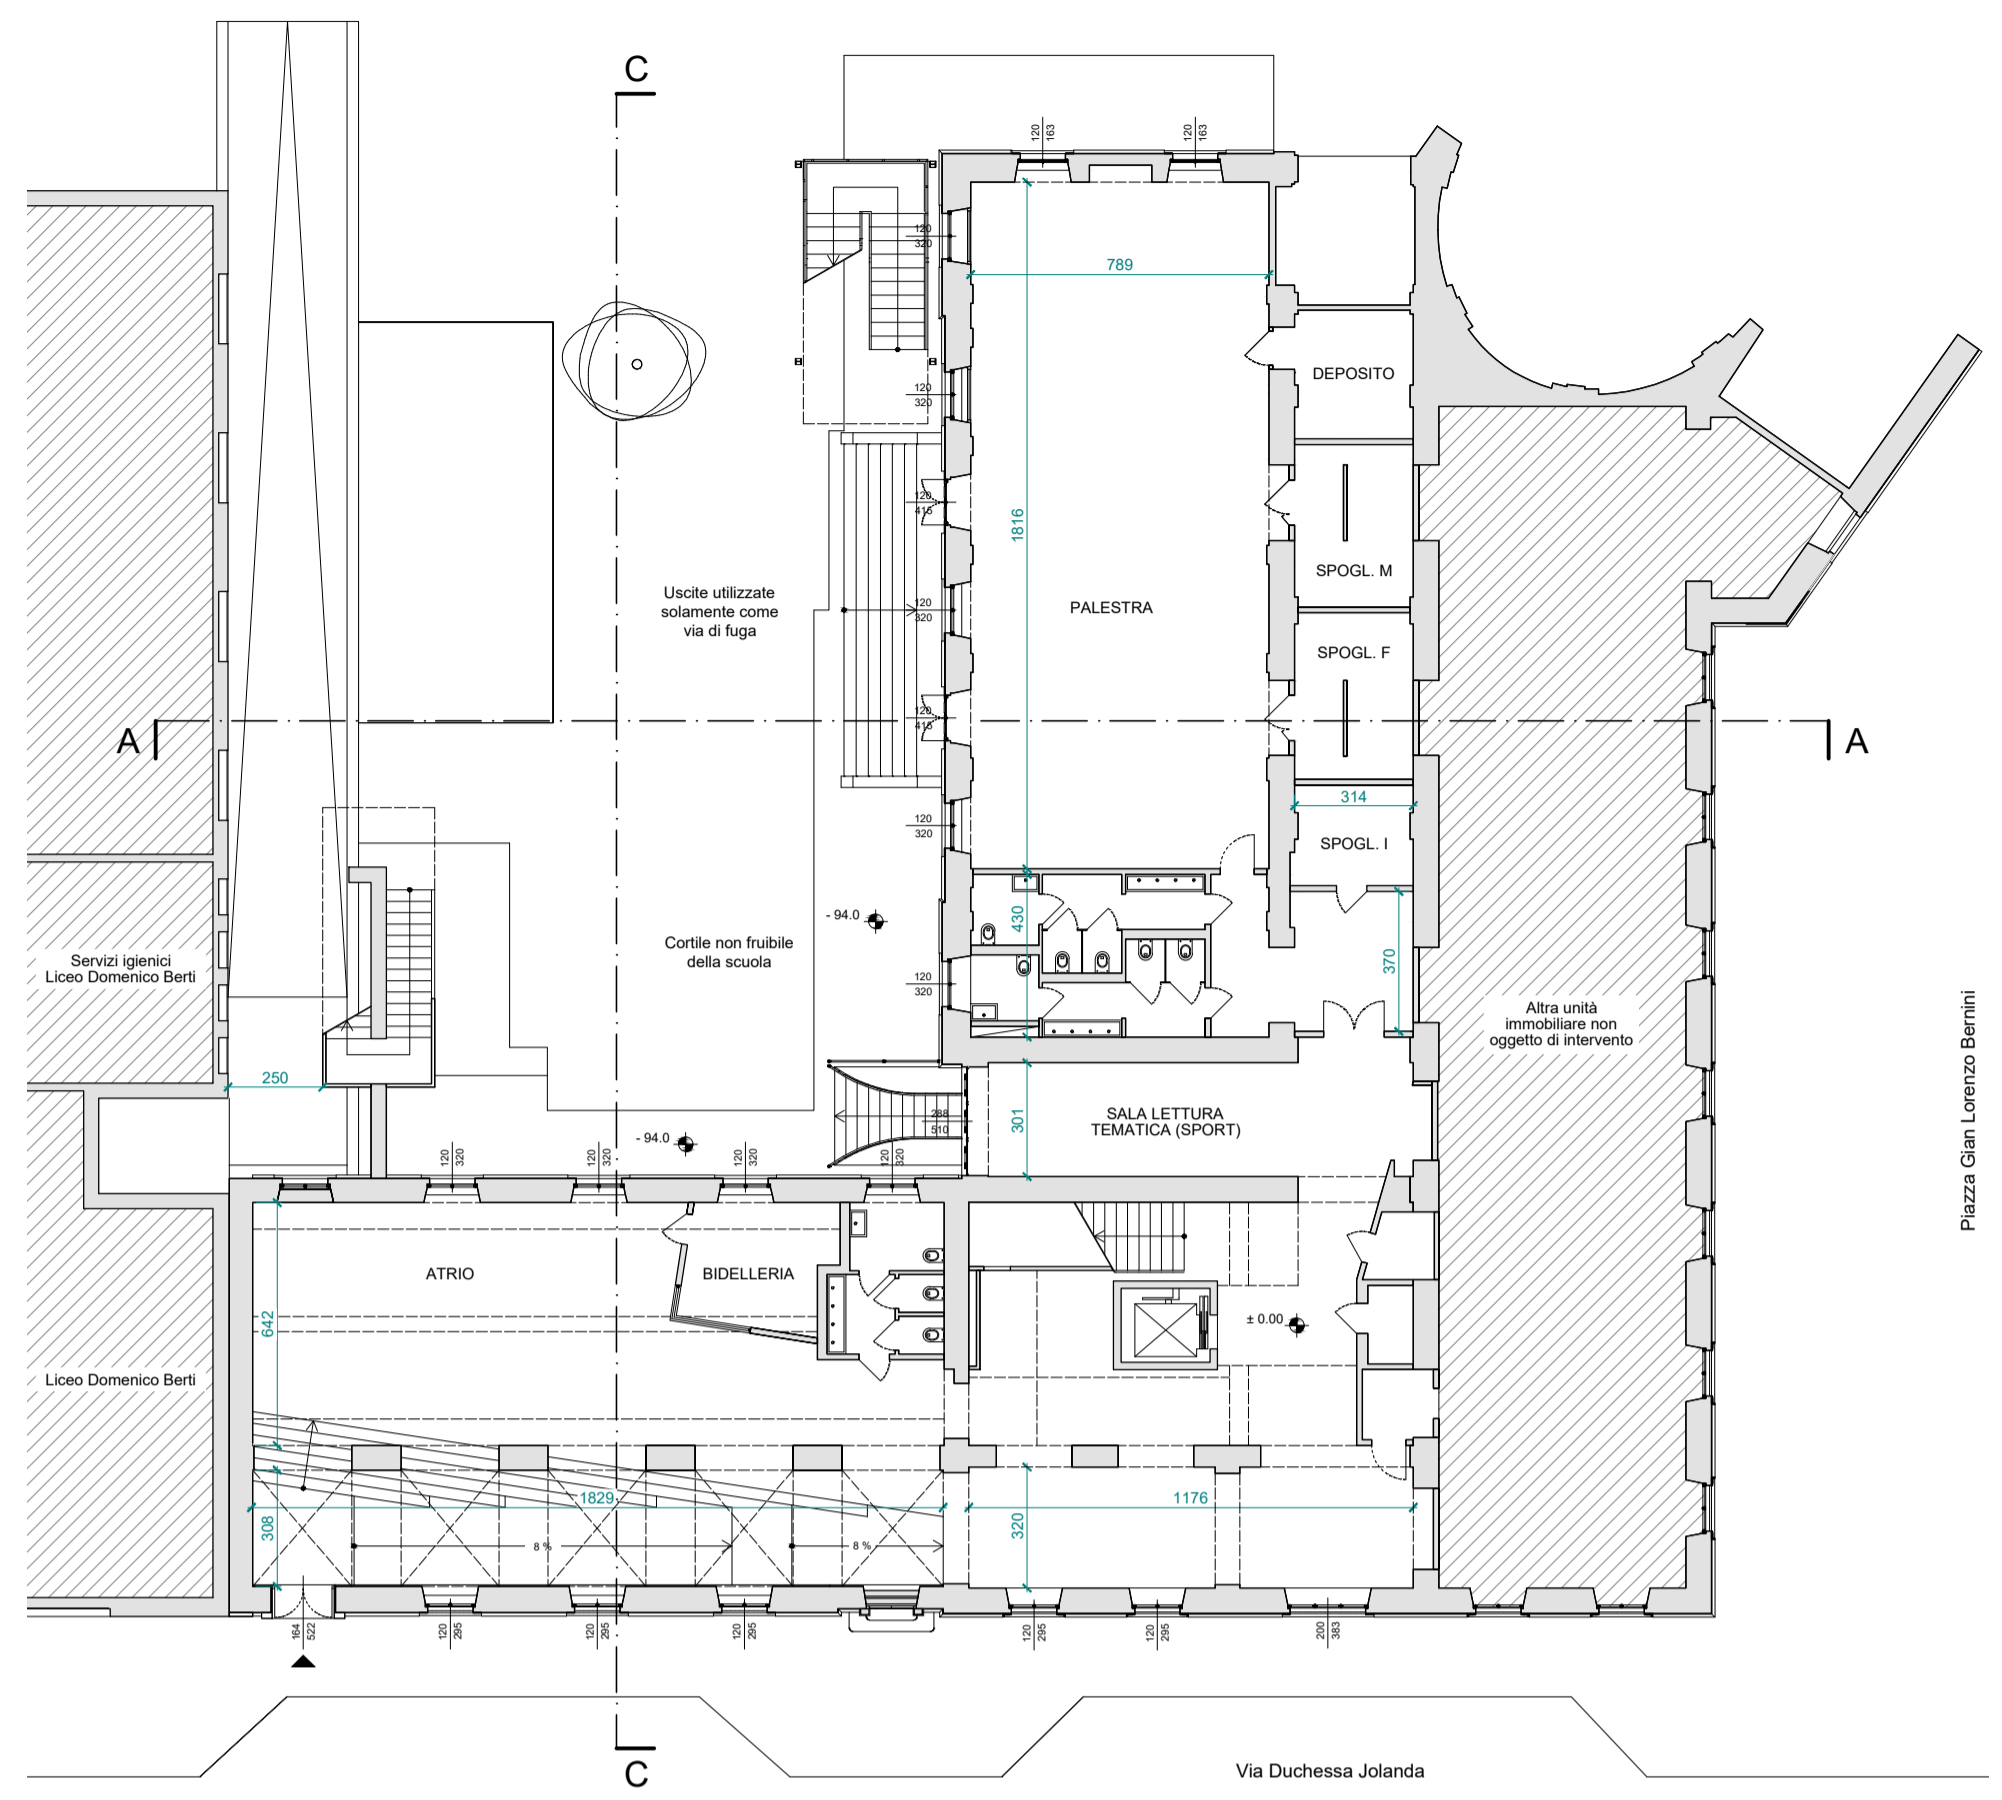 C
120
163
120
163
120
320
789
120
320
DEPOSITO
120
415
1816
SPOGL. M
Uscite utilizzate
solamente come
via di fuga
120
320
PALESTRA
SPOGL. F
120
415
A
A
314
120
320
SPOGL. I
- 94.0
430
Cortile non fruibile
della scuola
370
120
320
Servizi igienici
Liceo Domenico Berti
Altra unità
immobiliare non
oggetto di intervento
Piazza Gian Lorenzo Bernini
250
288
510
301
SALA LETTURA
TEMATICA (SPORT)
- 94.0
120
320
120
320
120
320
120
320
ATRIO
BIDELLERIA
642
± 0.00
Liceo Domenico Berti
1829
1176
308
320
8 %
8 %
164
522
120
295
120
295
120
295
120
295
120
295
200
383
C
Via Duchessa Jolanda